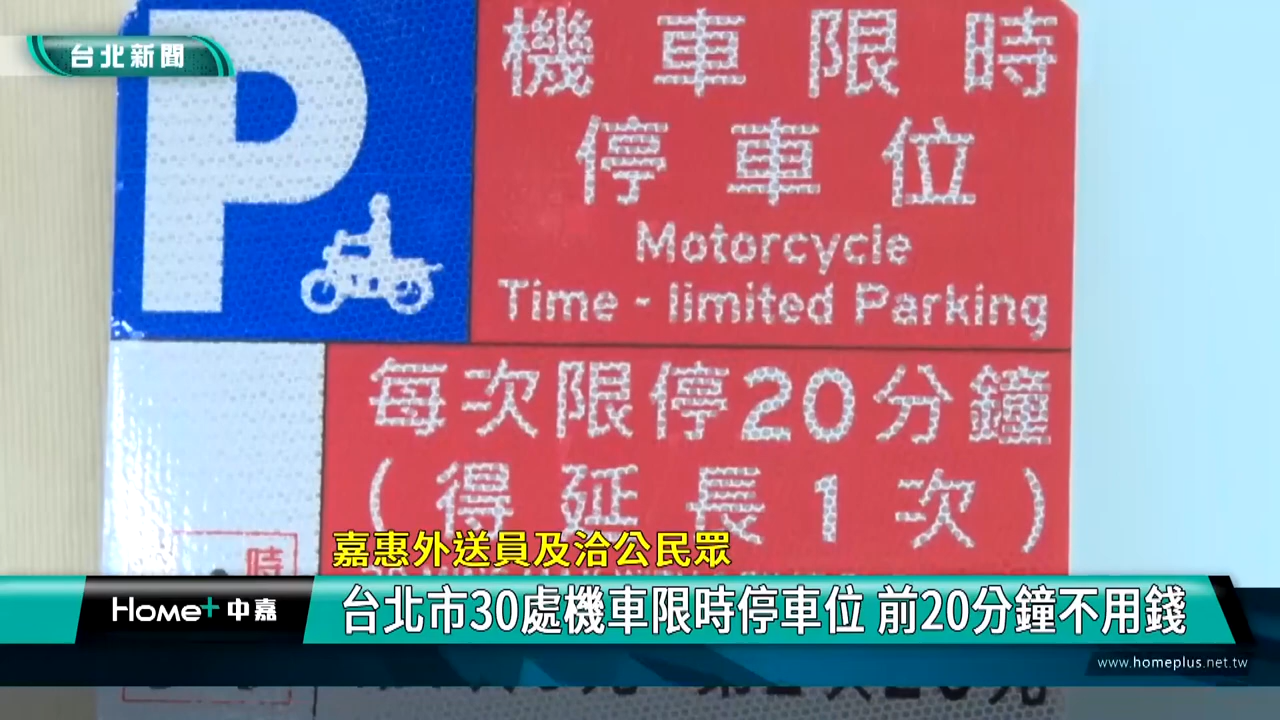 台北新聞
P
機車限時
停車位
Motorcycle
Time - limited Parking
每次限停20分鐘
(得延長1次)
時
嘉惠外送員及洽公民眾
Home+中嘉
台北市30處機車限時停車位 前20分鐘不用錢
www.homeplus.net.tw